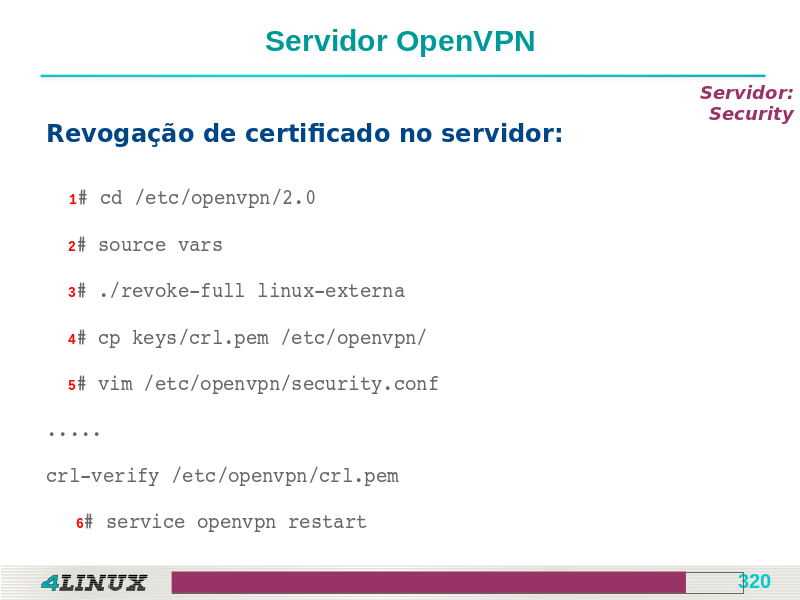 Servidor OpenVPN
Servidor:
Security
Revogação de certificado no servidor:
1# cd /etc/openvpn/2.0
2# source vars
3# ./revoke-full linux-externa
4# cp keys/crl.pem /etc/openvpn/
5# vim /etc/openvpn/security.conf
.....
crl-verify /etc/openvpn/crl.pem
6# service openvpn restart
4LINUX
320